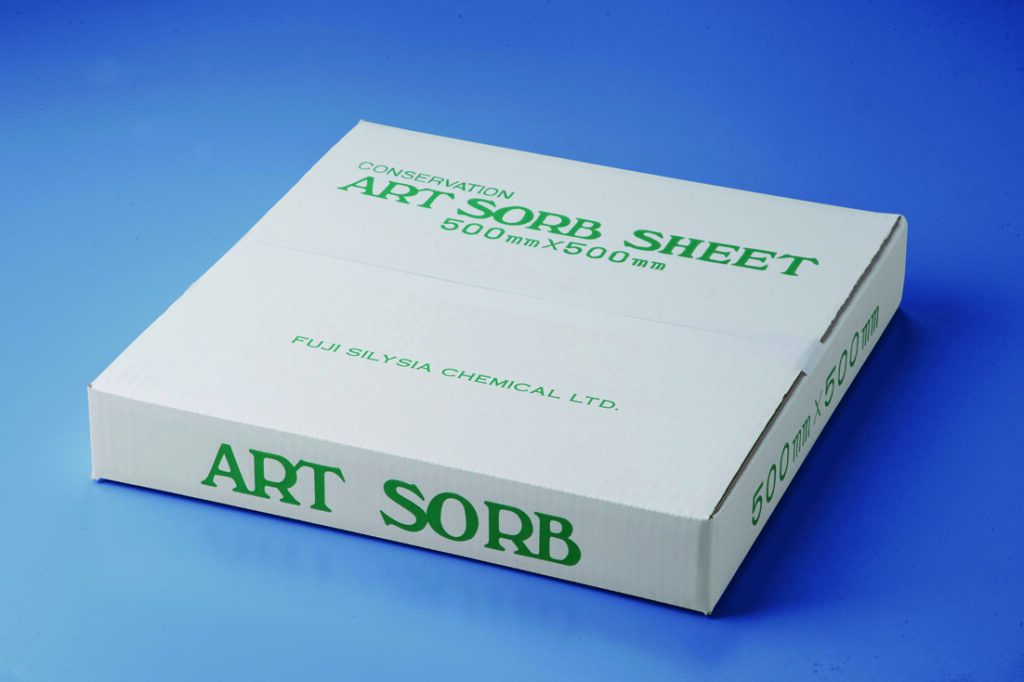 CONSERVATION
ART SORB SHEET
500mm×500mm
FUJI SILYSIA CHEMICAL LTD.
ART SORB
500mm×500mm